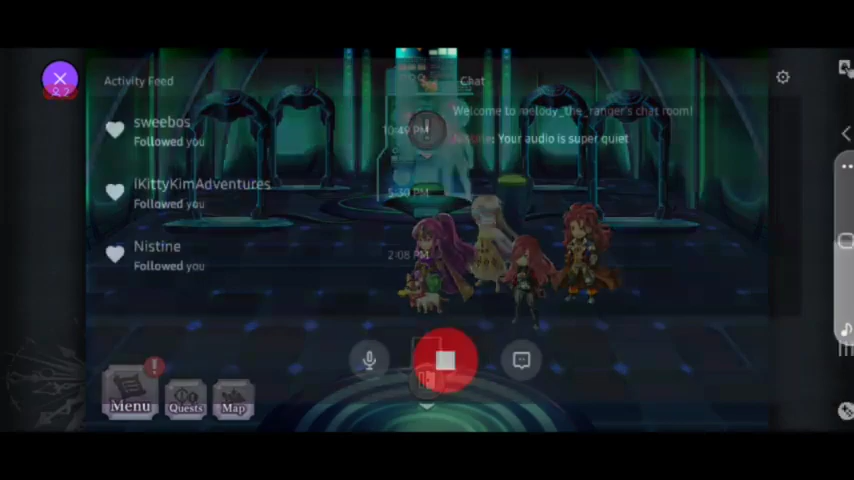 Activity Feed
Chat
Welcome to melody_the_ranger's chat room!
sweebos
Followed you
10:49 PM
Nistine: Your audio is super quiet
IKittyKimAdventures
Followed you
5:30 PM
Nistine
Followed you
2:08 PM
Menu
Quests
Map